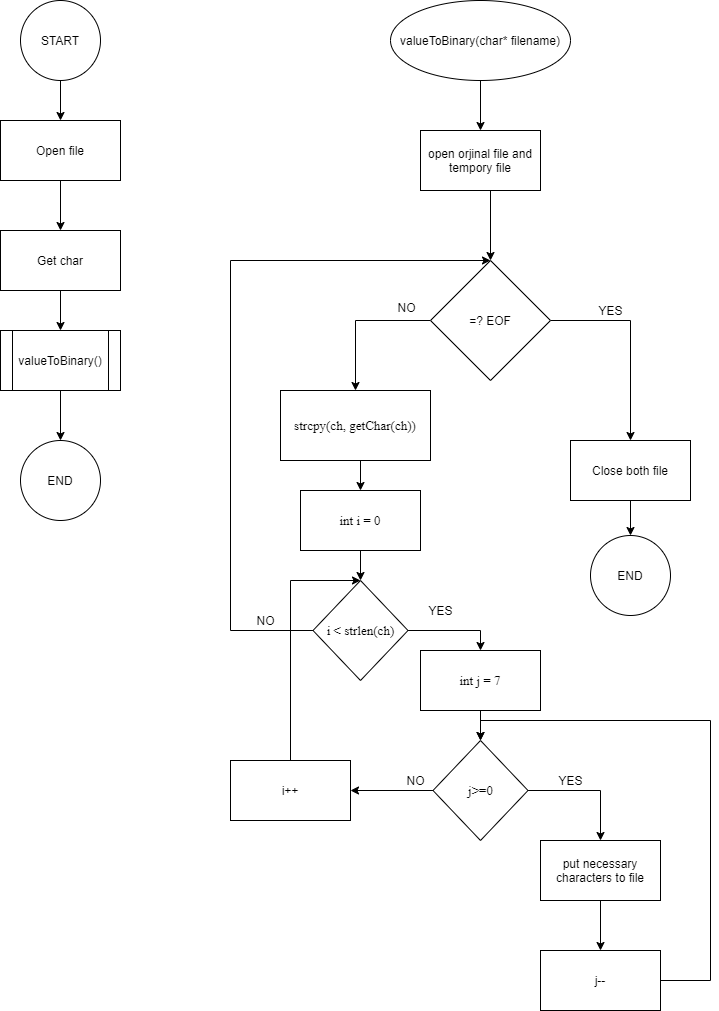 START
Open file
Get char
valueToBinary()
END
valueToBinary(char* filename)
open orjinal file and
tempory file
=? EOF
NO
YES
strcpy(ch, getChar(ch))
Close both file
int i = 0
END
i < strlen(ch)
NO
YES
int j = 7
j>=0
NO
YES
i++
put necessary
characters to file
j--